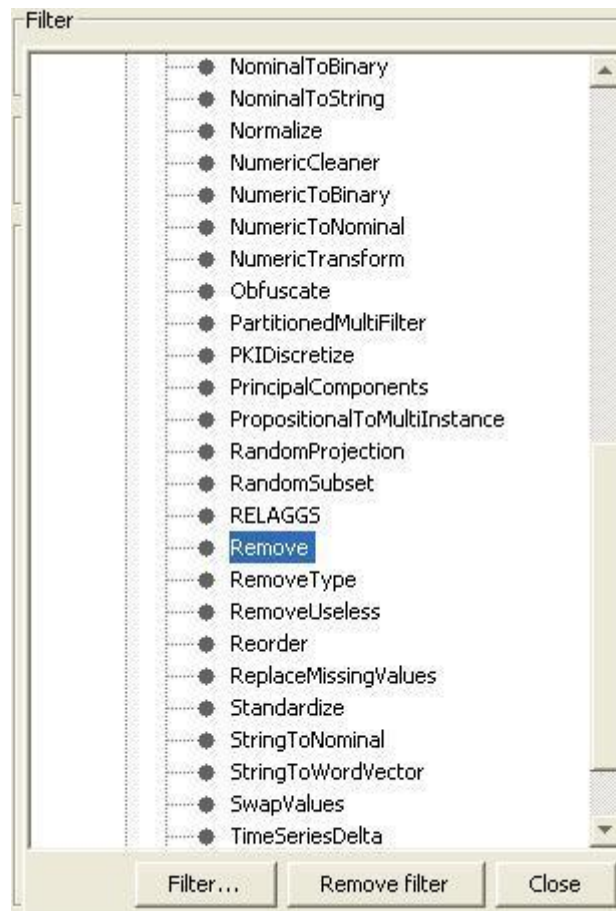 Filter
NominalToBinary
NominalToString
Normalize
NumericCleaner
NumericToBinary
NumericToNominal
NumericTransform
Obfuscate
PartitionedMultiFilter
PKIDiscretize
PrincipalComponents
PropositionalToMultiInstance
RandomProjection
RandomSubset
RELAGGS
Remove
RemoveType
RemoveUseless
Reorder
ReplaceMissingValues
Standardize
StringToNominal
StringToWordVector
SwapValues
TimeSeriesDelta
Filter... Remove filter Close